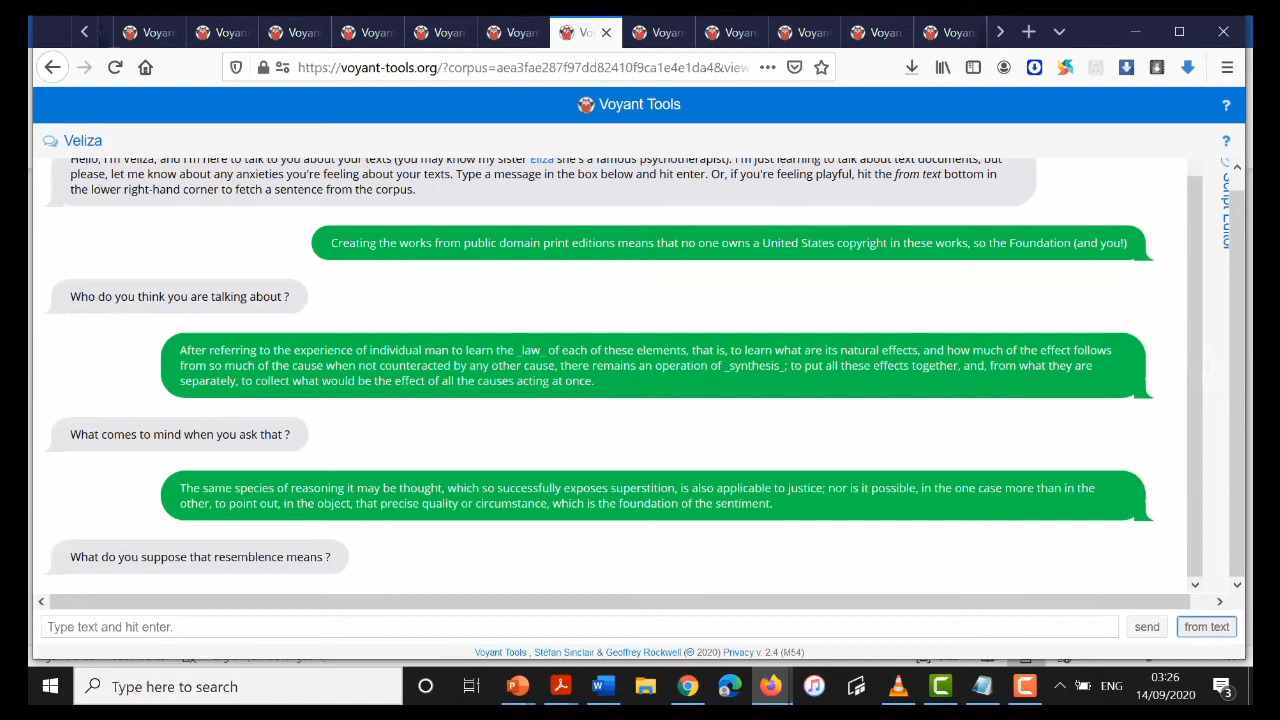 Voyant
Voyant
Voyant
Voyant
Voyant
Voyant
Vo
Voyant
Voyant
Voyant
Voyant
Voyant
https://voyant-tools.org/?corpus=aea3fae287f97dd82410f9ca1e4e1da4&view
Voyant Tools
?
Veliza
?
Hello, I'm Veliza, and I'm here to talk to you about your texts (you may know my sister Eliza she's a famous psychotherapist). I'm just learning to talk about text documents, but
please, let me know about any anxieties you're feeling about your texts. Type a message in the box below and hit enter. Or, if you're feeling playful, hit the from text bottom in
the lower right-hand corner to fetch a sentence from the corpus.
Script Editor
Creating the works from public domain print editions means that no one owns a United States copyright in these works, so the Foundation (and you!)
Who do you think you are talking about ?
After referring to the experience of individual man to learn the _law_ of each of these elements, that is, to learn what are its natural effects, and how much of the effect follows
from so much of the cause when not counteracted by any other cause, there remains an operation of _synthesis_; to put all these effects together, and, from what they are
separately, to collect what would be the effect of all the causes acting at once.
What comes to mind when you ask that ?
The same species of reasoning it may be thought, which so successfully exposes superstition, is also applicable to justice; nor is it possible, in the one case more than in the
other, to point out, in the object, that precise quality or circumstance, which is the foundation of the sentiment.
What do you suppose that resemblence means ?
Type text and hit enter.
send
from text
Voyant Tools , Stéfan Sinclair & Geoffrey Rockwell (© 2020) Privacy v. 2.4 (M54)
Type here to search
ENG
03:26
14/09/2020
3